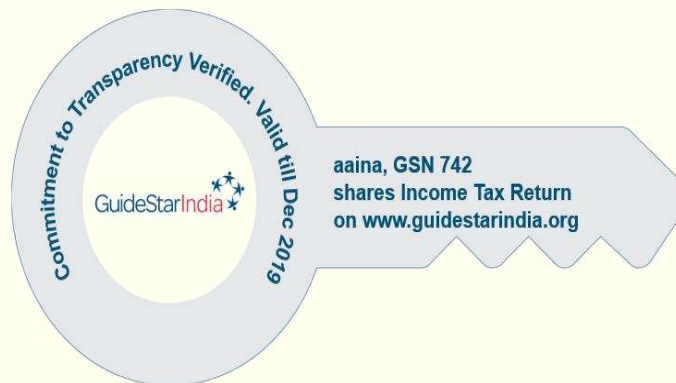 Commitment to Transparency Verified. Valid till Dec 2019
GuideStarIndia
aaina, GSN 742
shares Income Tax Return
on www.guidestarindia.org